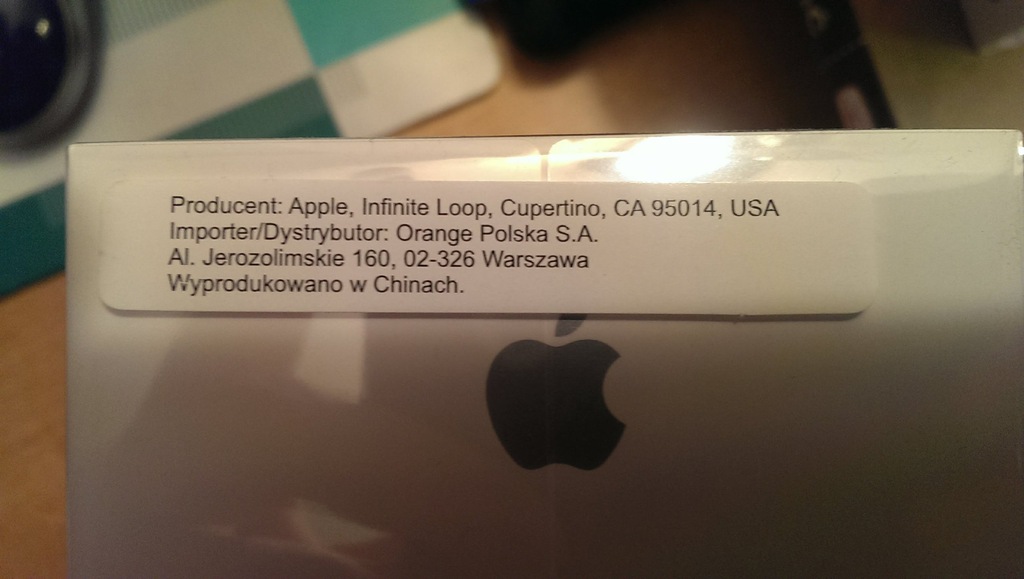 Producent: Apple, Infinite Loop, Cupertino, CA 95014, USA
Importer/Dystrybutor: Orange Polska S.A.
Al. Jerozolimskie 160, 02-326 Warszawa
Wyprodukowano w Chinach.